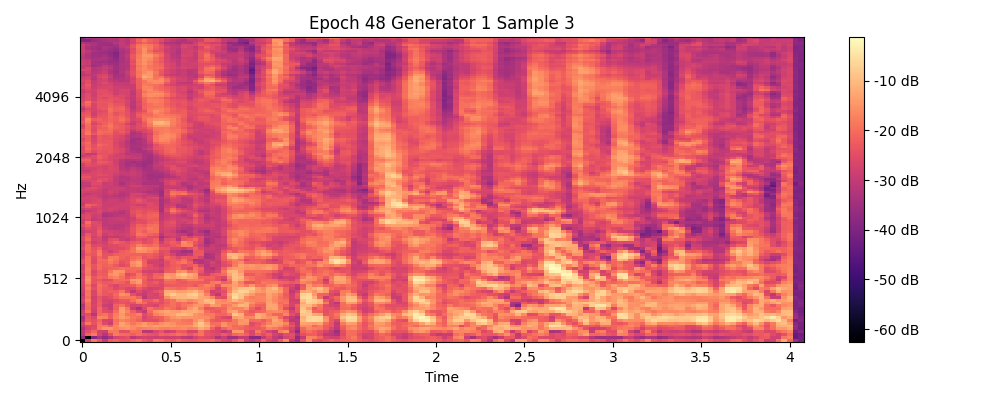 Epoch 48 Generator 1 Sample 3
Hz
4096
2048
1024
512
0
0
0.5
1
1.5
2
2.5
3
3.5
4
Time
-10 dB
-20 dB
-30 dB
-40 dB
-50 dB
-60 dB